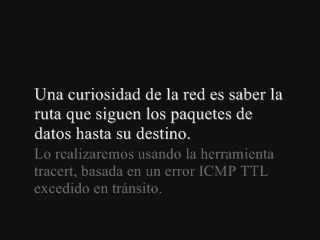 Una curiosidad de la red es saber la
ruta que siguen los paquetes de
datos hasta su destino.
Lo realizaremos usando la herramienta
tracert, basada en un error ICMP TTL
excedido en tránsito.